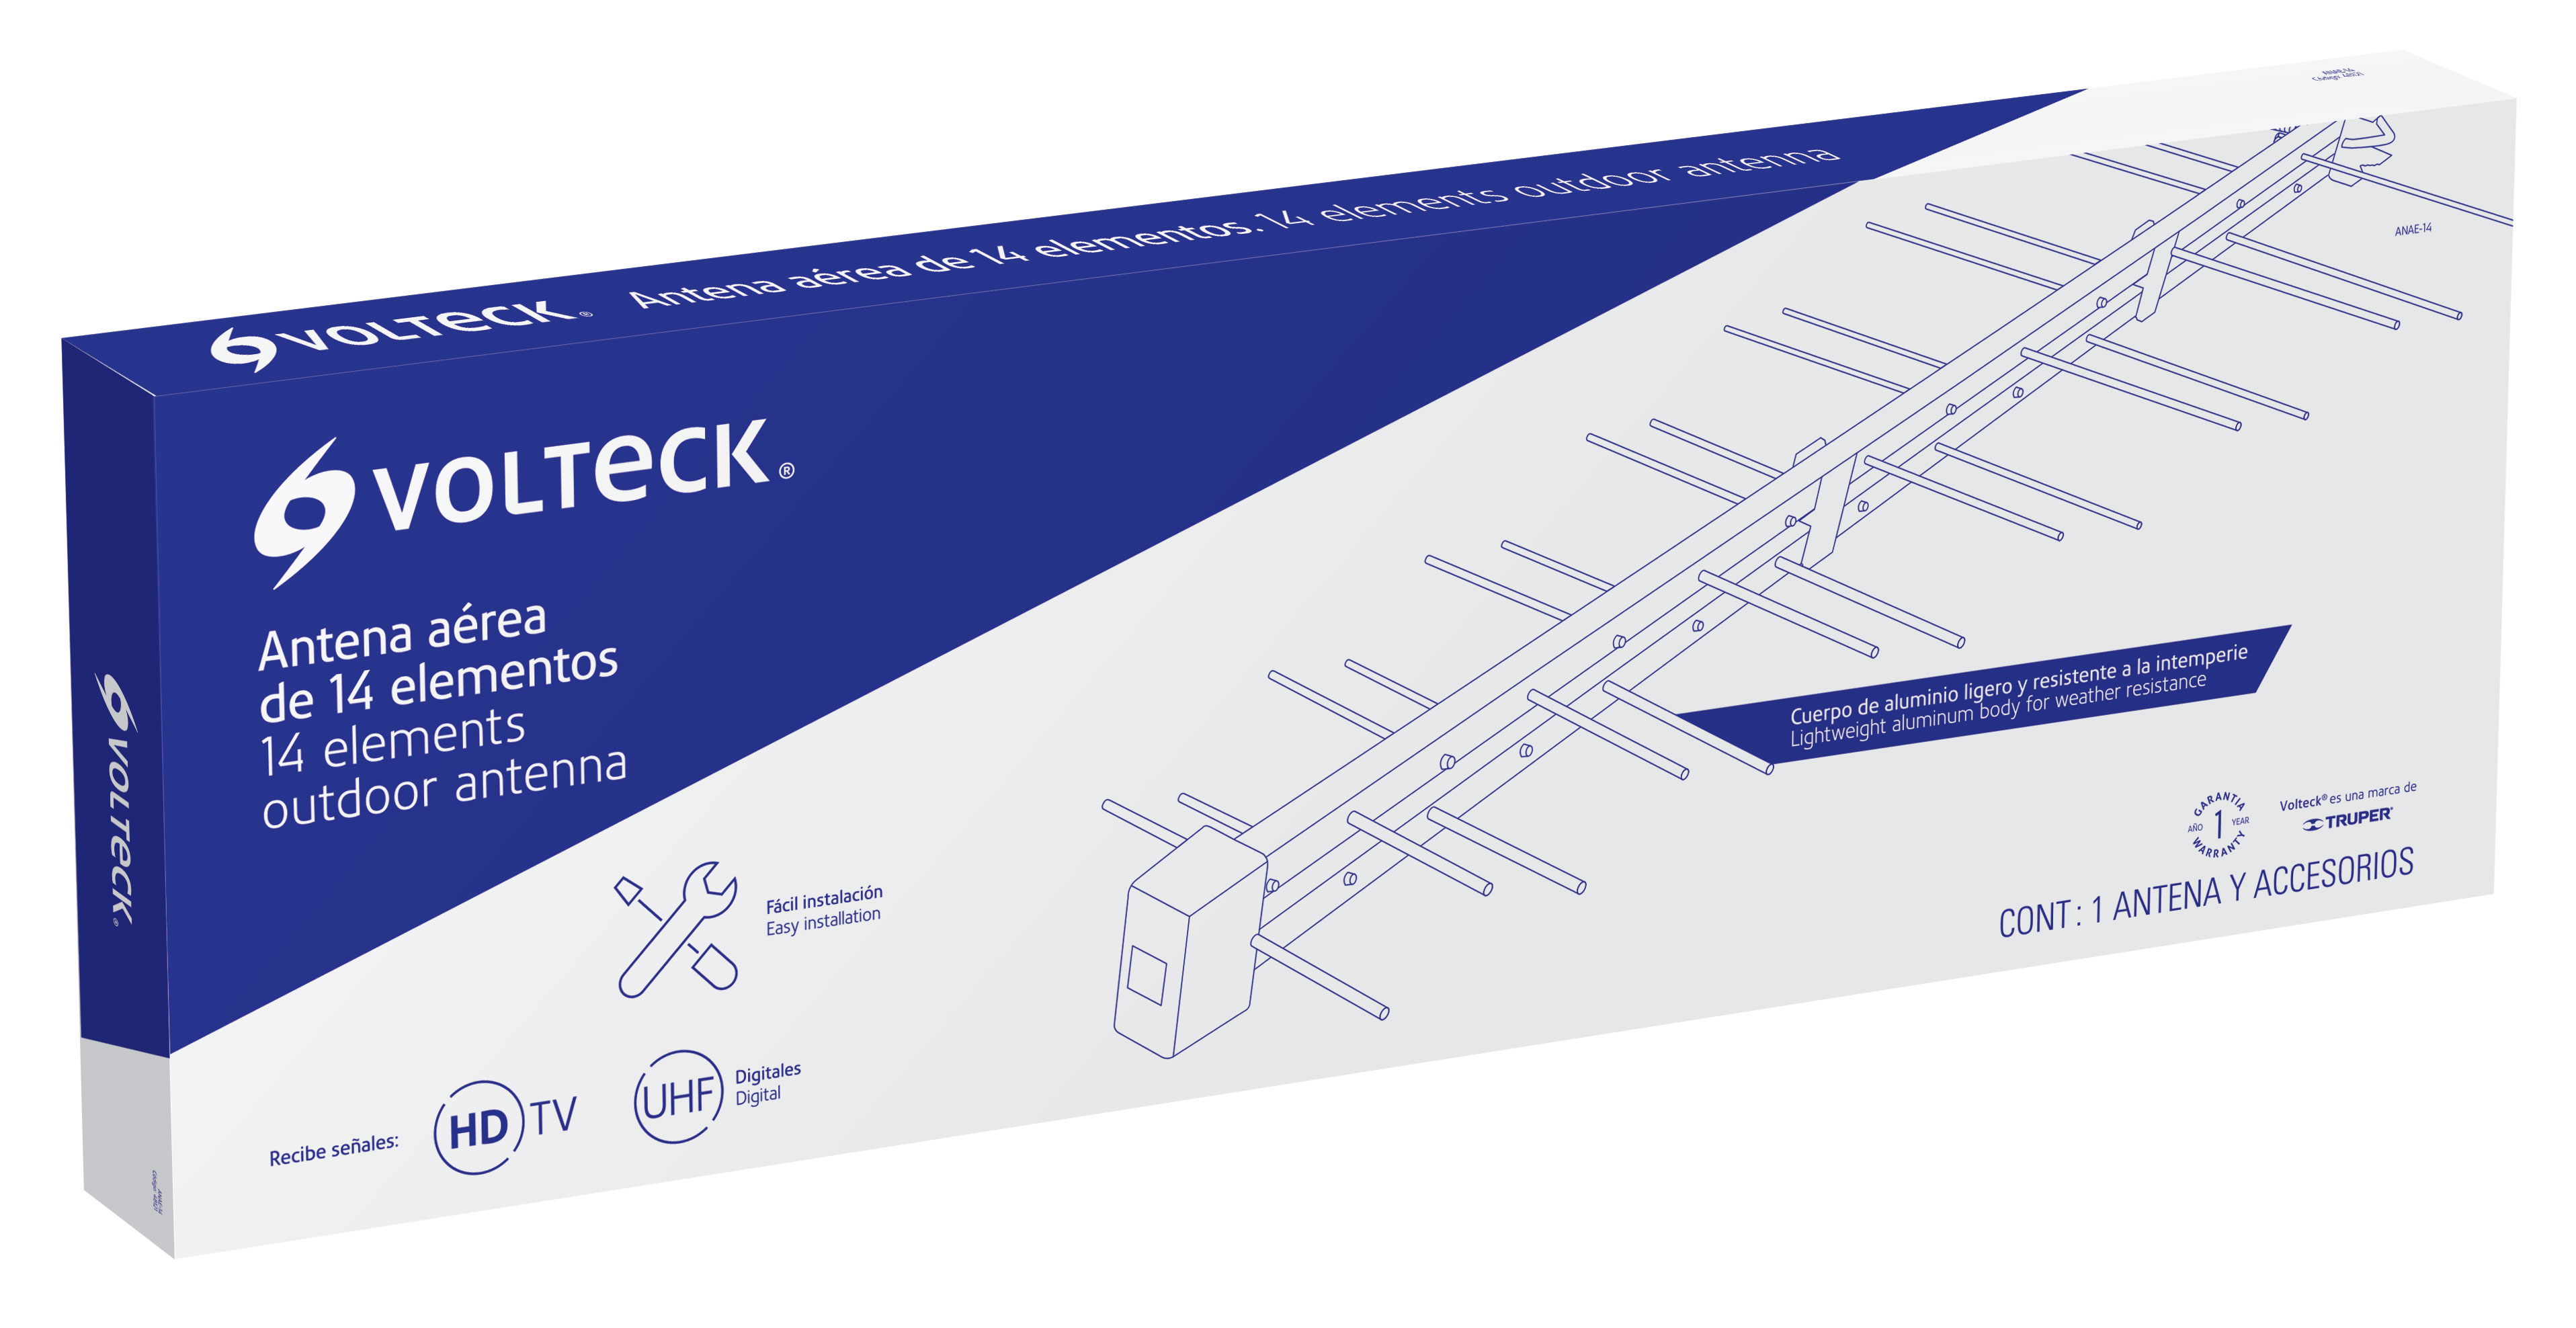 VOLTECK® Antena aérea de 14 elementos. 14 elements outdoor antenna
ANAE-14
VOLTECK®
Antena aérea
de 14 elementos
14 elements
outdoor antenna
VOLTECK®
Fácil instalación
Easy installation
Recibe señales:
HD TV
UHF
Digitales
Digital
ANAE-14
Cuerpo de aluminio ligero y resistente a la intemperie
Lightweight aluminum body for weather resistance
GARANTÍA
AÑO 1 YEAR
WARRANTY
Volteck® es una marca de
TRUPER®
CONT: 1 ANTENA Y ACCESORIOS